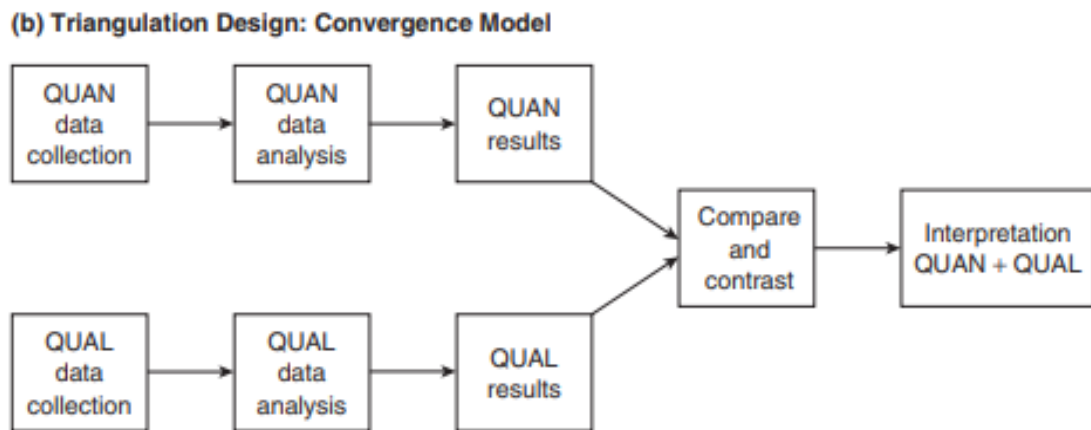 (b) Triangulation Design: Convergence Model
QUAN
data
collection
QUAN
data
analysis
QUAN
results
Compare
and
contrast
Interpretation
QUAN + QUAL
QUAL
data
collection
QUAL
data
analysis
QUAL
results